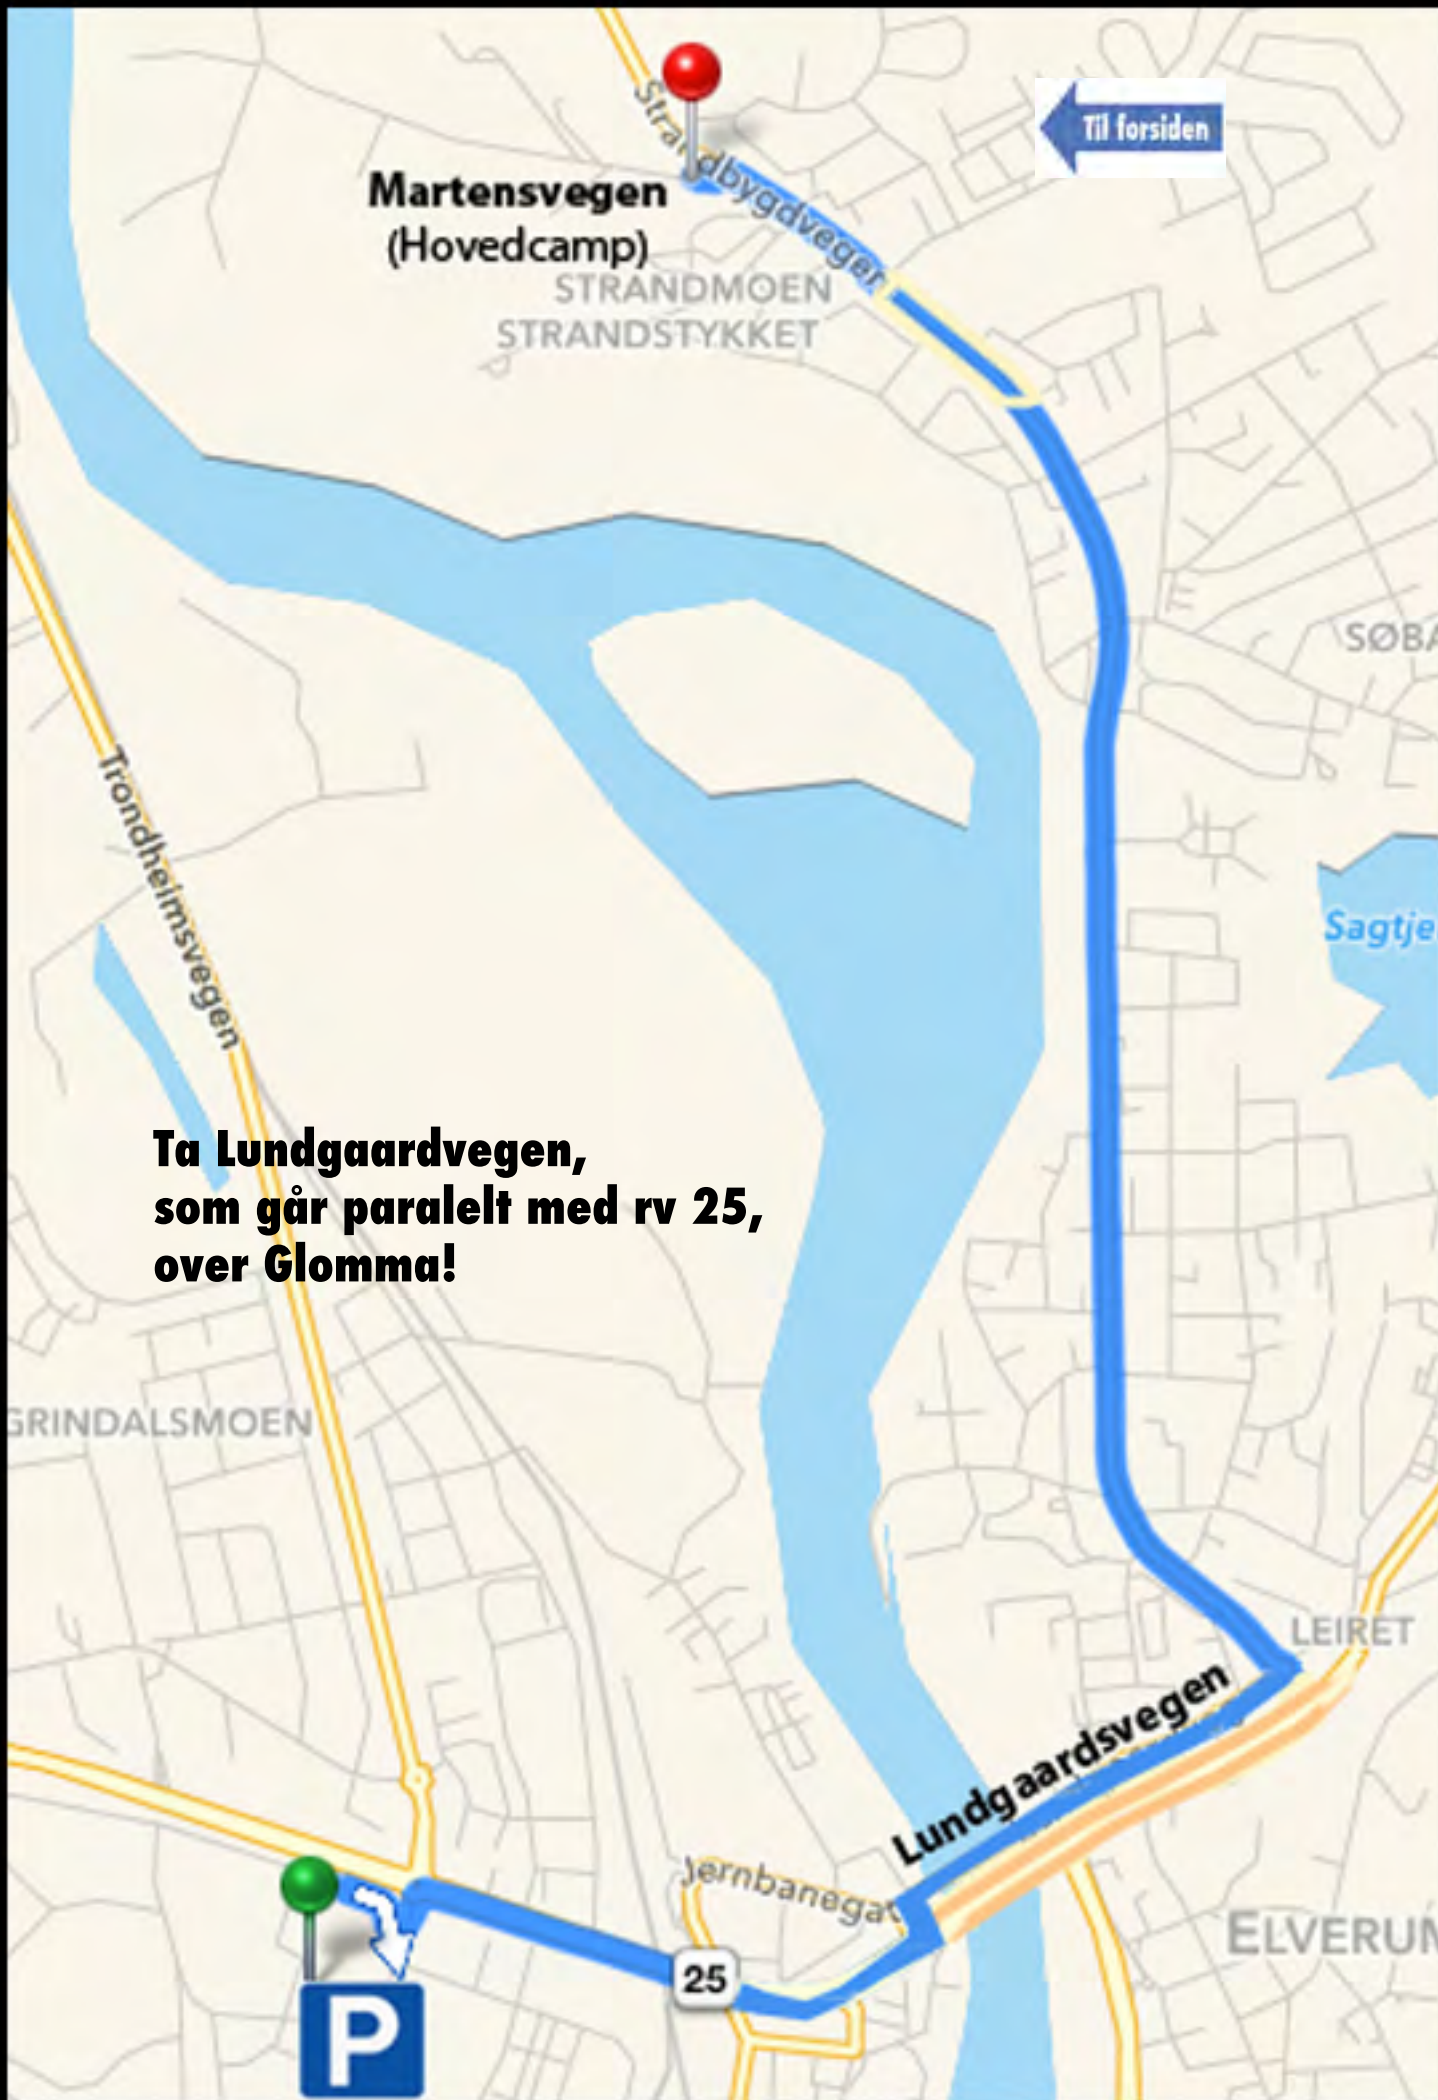 Strandbygdvegen
Til forsiden
Martensvegen
(Hovedcamp)
STRANDMOEN
STRANDSTYKKET
SØBA
Sagtje
Trondheimsvegen
Ta Lundgaardvegen,
som går paralelt med rv 25,
over Glomma!
GRINDALSMOEN
LEIRET
Lundgaardsvegen
Jernbanegat
ELVERUM
25
P